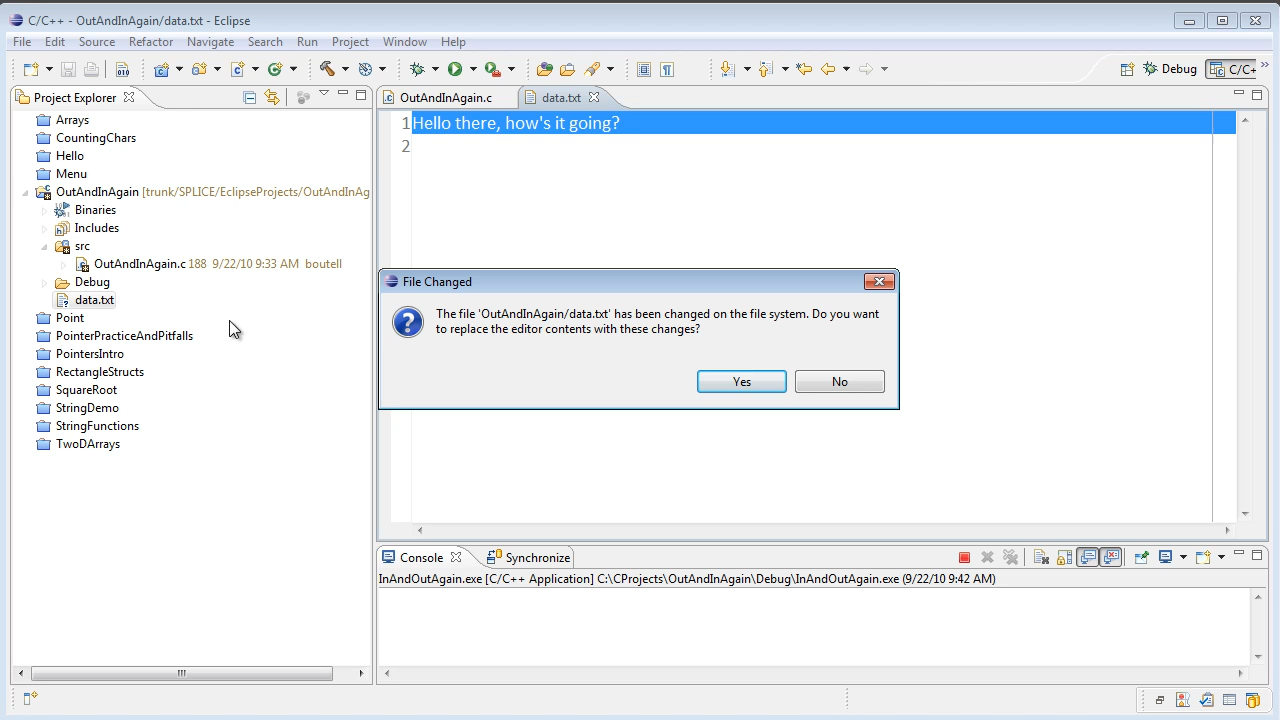 C/C++ - OutAndInAgain/data.txt - Eclipse
File Edit Source Refactor Navigate Search Run Project Window Help
Debug C/C+
Project Explorer
OutAndInAgain.c data.txt
Arrays
CountingChars
Hello
Menu
OutAndInAgain [trunk/SPLICE/EclipseProjects/OutAndInAg
Binaries
Includes
src
OutAndInAgain.c 188 9/22/10 9:33 AM boutell
Debug
data.txt
Point
PointerPracticeAndPitfalls
PointersIntro
RectangleStructs
SquareRoot
StringDemo
StringFunctions
TwoDArrays
1 Hello there, how's it going?
2
File Changed
The file 'OutAndInAgain/data.txt' has been changed on the file system. Do you want
to replace the editor contents with these changes?
Yes No
Console Synchronize
InAndOutAgain.exe [C/C++ Application] C:\CProjects\OutAndInAgain\Debug\InAndOutAgain.exe (9/22/10 9:42 AM)